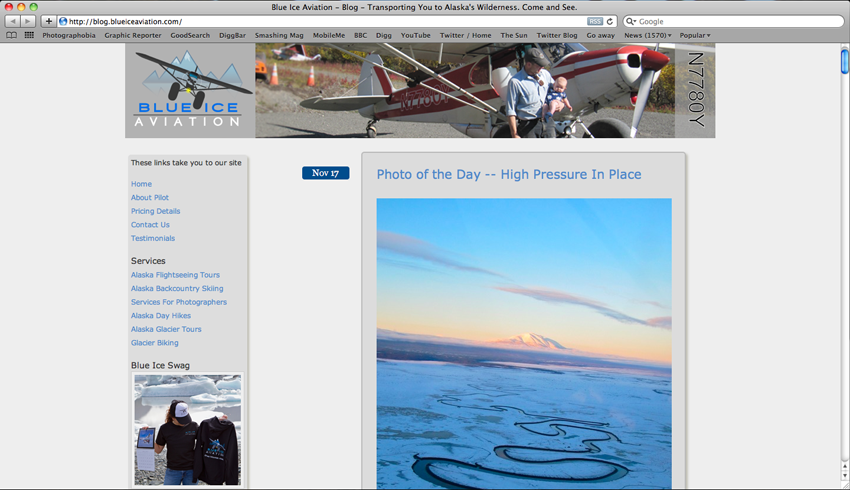 Blue Ice Aviation – Blog – Transporting You to Alaska's Wilderness. Come and See.
http://blog.blueiceaviation.com/
RSS
Google
Photographobia Graphic Reporter GoodSearch DiggBar Smashing Mag MobileMe BBC Digg YouTube Twitter / Home The Sun Twitter Blog Go away News (1570) Popular
BLUE ICE
AVIATION
N7780Y
N7780Y
These links take you to our site
Home
About Pilot
Pricing Details
Contact Us
Testimonials
Services
Alaska Flightseeing Tours
Alaska Backcountry Skiing
Services For Photographers
Alaska Day Hikes
Alaska Glacier Tours
Glacier Biking
Blue Ice Swag
Nov 17
Photo of the Day -- High Pressure In Place